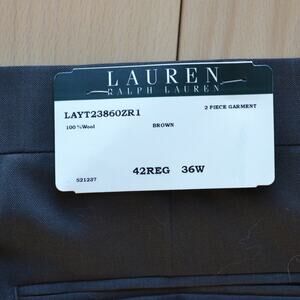 LAUREN
RALPH LAUREN
LAYT23860ZR1 2 PIECE GARMENT
100 %Wool BROWN
42REG 36W
521237